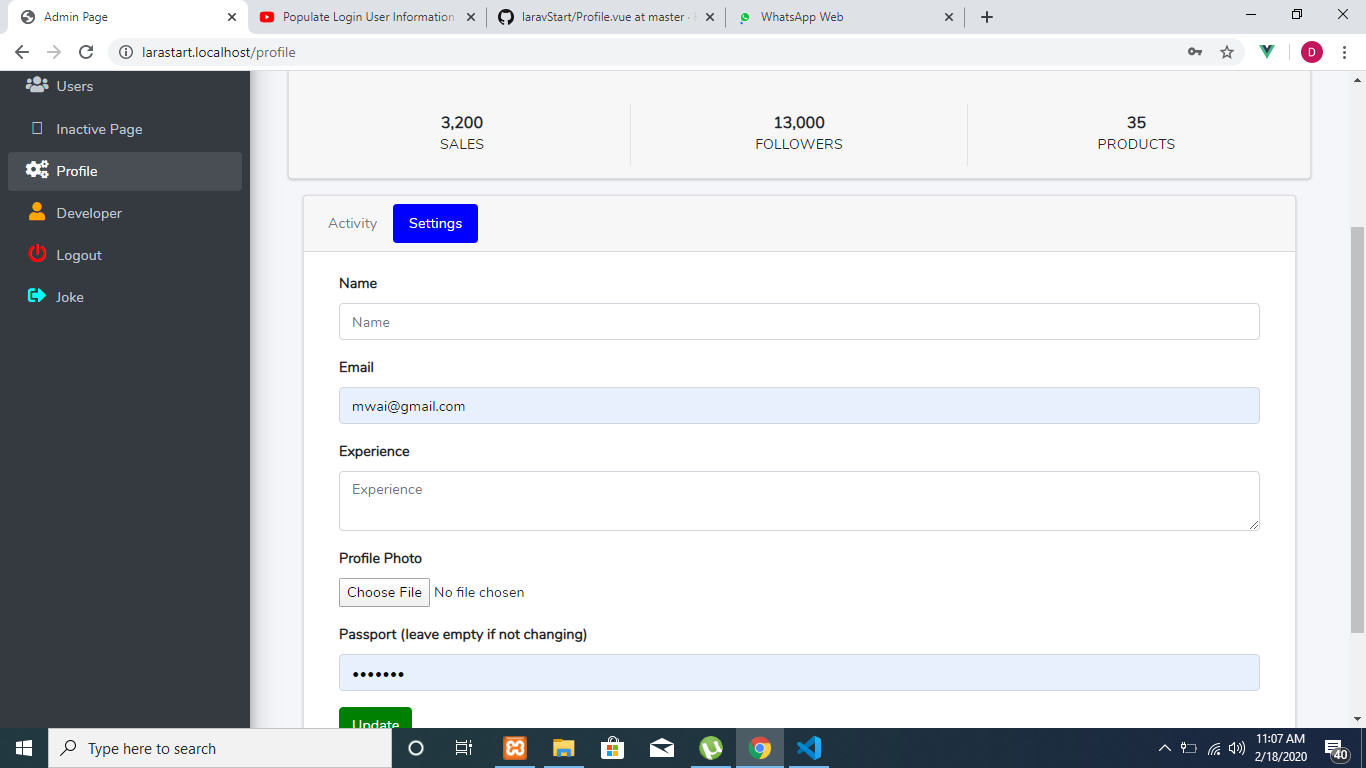 Admin Page
Populate Login User Information
laravStart/Profile.vue at master ·
WhatsApp Web
larastart.localhost/profile
D
Users
Inactive Page
Profile
Developer
Logout
Joke
3,200
SALES
13,000
FOLLOWERS
35
PRODUCTS
Activity
Settings
Name
Name
Email
mwai@gmail.com
Experience
Experience
Profile Photo
Choose File No file chosen
Passport (leave empty if not changing)
•••••••
Update
Type here to search
11:07 AM
2/18/2020
40